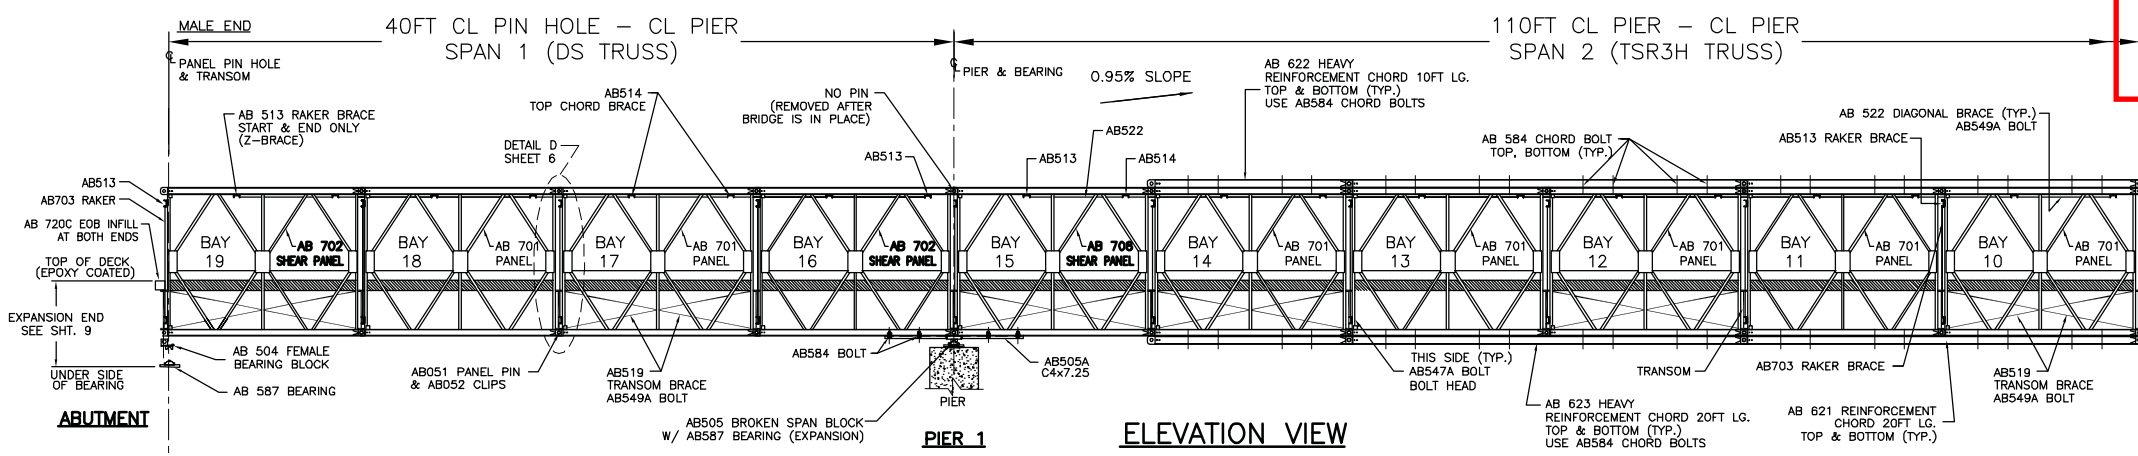 MALE END
40FT CL PIN HOLE - CL PIER
SPAN 1 (DS TRUSS)
110FT CL PIER - CL PIER
SPAN 2 (TSR3H TRUSS)
PANEL PIN HOLE
& TRANSOM
PIER & BEARING
0.95% SLOPE
AB 622 HEAVY
REINFORCEMENT CHORD 10FT LG.
TOP & BOTTOM (TYP.)
USE AB584 CHORD BOLTS
AB 513 RAKER BRACE
START & END ONLY
(Z-BRACE)
AB514
TOP CHORD BRACE
NO PIN
(REMOVED AFTER
BRIDGE IS IN PLACE)
DETAIL D
SHEET 6
AB522
AB 584 CHORD BOLT
TOP, BOTTOM (TYP.)
AB 522 DIAGONAL BRACE (TYP.)
AB549A BOLT
AB513 RAKER BRACE
AB513
AB513
AB513
AB514
AB703 RAKER
AB 720C EOB INFILL
AT BOTH ENDS
TOP OF DECK
(EPOXY COATED)
EXPANSION END
SEE SHT. 9
UNDER SIDE
OF BEARING
BAY
19
AB 702
SHEAR PANEL
BAY
18
AB 701
PANEL
BAY
17
AB 701
PANEL
BAY
16
AB 702
SHEAR PANEL
BAY
15
AB 708
SHEAR PANEL
BAY
14
AB 701
PANEL
BAY
13
AB 701
PANEL
BAY
12
AB 701
PANEL
BAY
11
AB 701
PANEL
BAY
10
AB 701
PANEL
AB 504 FEMALE
BEARING BLOCK
AB 587 BEARING
ABUTMENT
AB051 PANEL PIN
& AB052 CLIPS
AB519
TRANSOM BRACE
AB549A BOLT
AB584 BOLT
AB505A
C4x7.25
PIER
AB505 BROKEN SPAN BLOCK
W/ AB587 BEARING (EXPANSION)
PIER 1
ELEVATION VIEW
THIS SIDE (TYP.)
AB547A BOLT
BOLT HEAD
AB 623 HEAVY
REINFORCEMENT CHORD 20FT LG.
TOP & BOTTOM (TYP.)
USE AB584 CHORD BOLTS
TRANSOM
AB703 RAKER BRACE
AB 621 REINFORCEMENT
CHORD 20FT LG.
TOP & BOTTOM (TYP.)
AB519
TRANSOM BRACE
AB549A BOLT